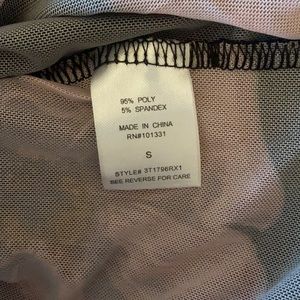 95% POLY
5% SPANDEX
MADE IN CHINA
RN#101331
S
STYLE# 3T1796RX1
SEE REVERSE FOR CARE